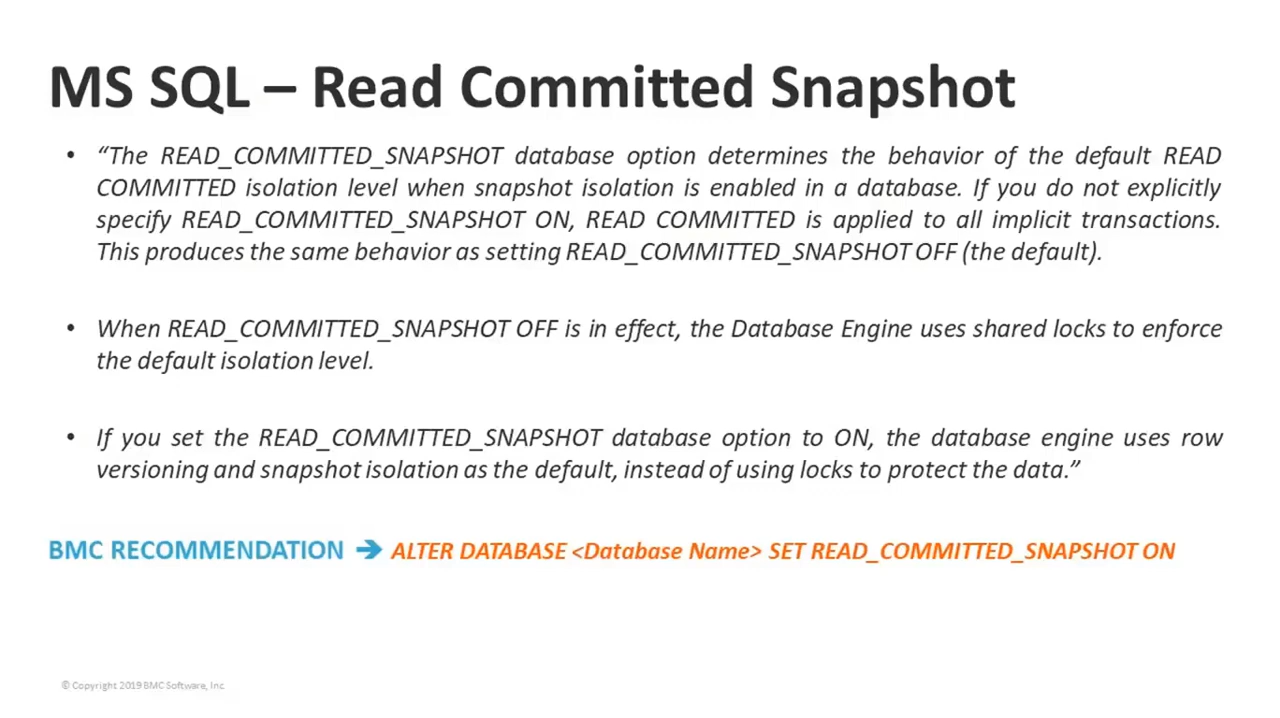 MS SQL – Read Committed Snapshot
• “The READ_COMMITTED_SNAPSHOT database option determines the behavior of the default READ
COMMITTED isolation level when snapshot isolation is enabled in a database. If you do not explicitly
specify READ_COMMITTED_SNAPSHOT ON, READ COMMITTED is applied to all implicit transactions.
This produces the same behavior as setting READ_COMMITTED_SNAPSHOT OFF (the default).
• When READ_COMMITTED_SNAPSHOT OFF is in effect, the Database Engine uses shared locks to enforce
the default isolation level.
• If you set the READ_COMMITTED_SNAPSHOT database option to ON, the database engine uses row
versioning and snapshot isolation as the default, instead of using locks to protect the data.”
BMC RECOMMENDATION ➔ ALTER DATABASE <Database Name> SET READ_COMMITTED_SNAPSHOT ON
© Copyright 2019 BMC Software, Inc.